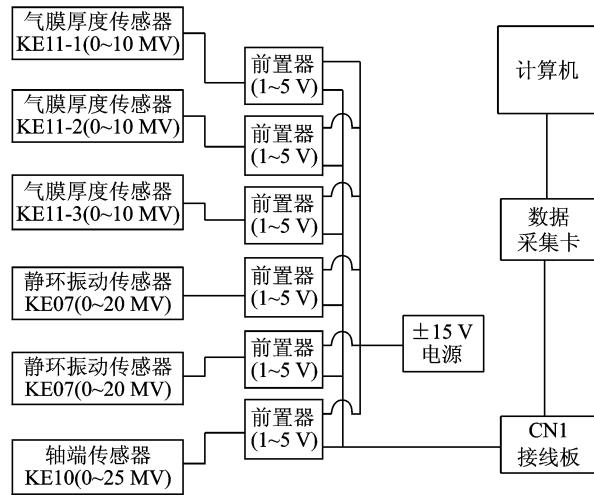 气膜厚度传感器
KE11-1(0~10 MV)
前置器
(1~5 V)
计算机
气膜厚度传感器
KE11-2(0~10 MV)
前置器
(1~5 V)
气膜厚度传感器
KE11-3(0~10 MV)
前置器
(1~5 V)
数据
采集卡
静环振动传感器
KE07(0~20 MV)
前置器
(1~5 V)
±15 V
电源
静环振动传感器
KE07(0~20 MV)
前置器
(1~5 V)
轴端传感器
KE10(0~25 MV)
前置器
(1~5 V)
CN1
接线板